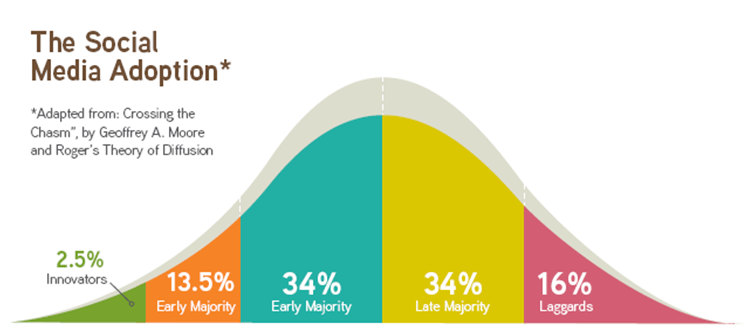 The Social
Media Adoption*
*Adapted from: Crossing the
Chasm", by Geoffrey A. Moore
and Roger's Theory of Diffusion
2.5%
Innovators
13.5%
Early Majority
34%
Early Majority
34%
Late Majority
16%
Laggards